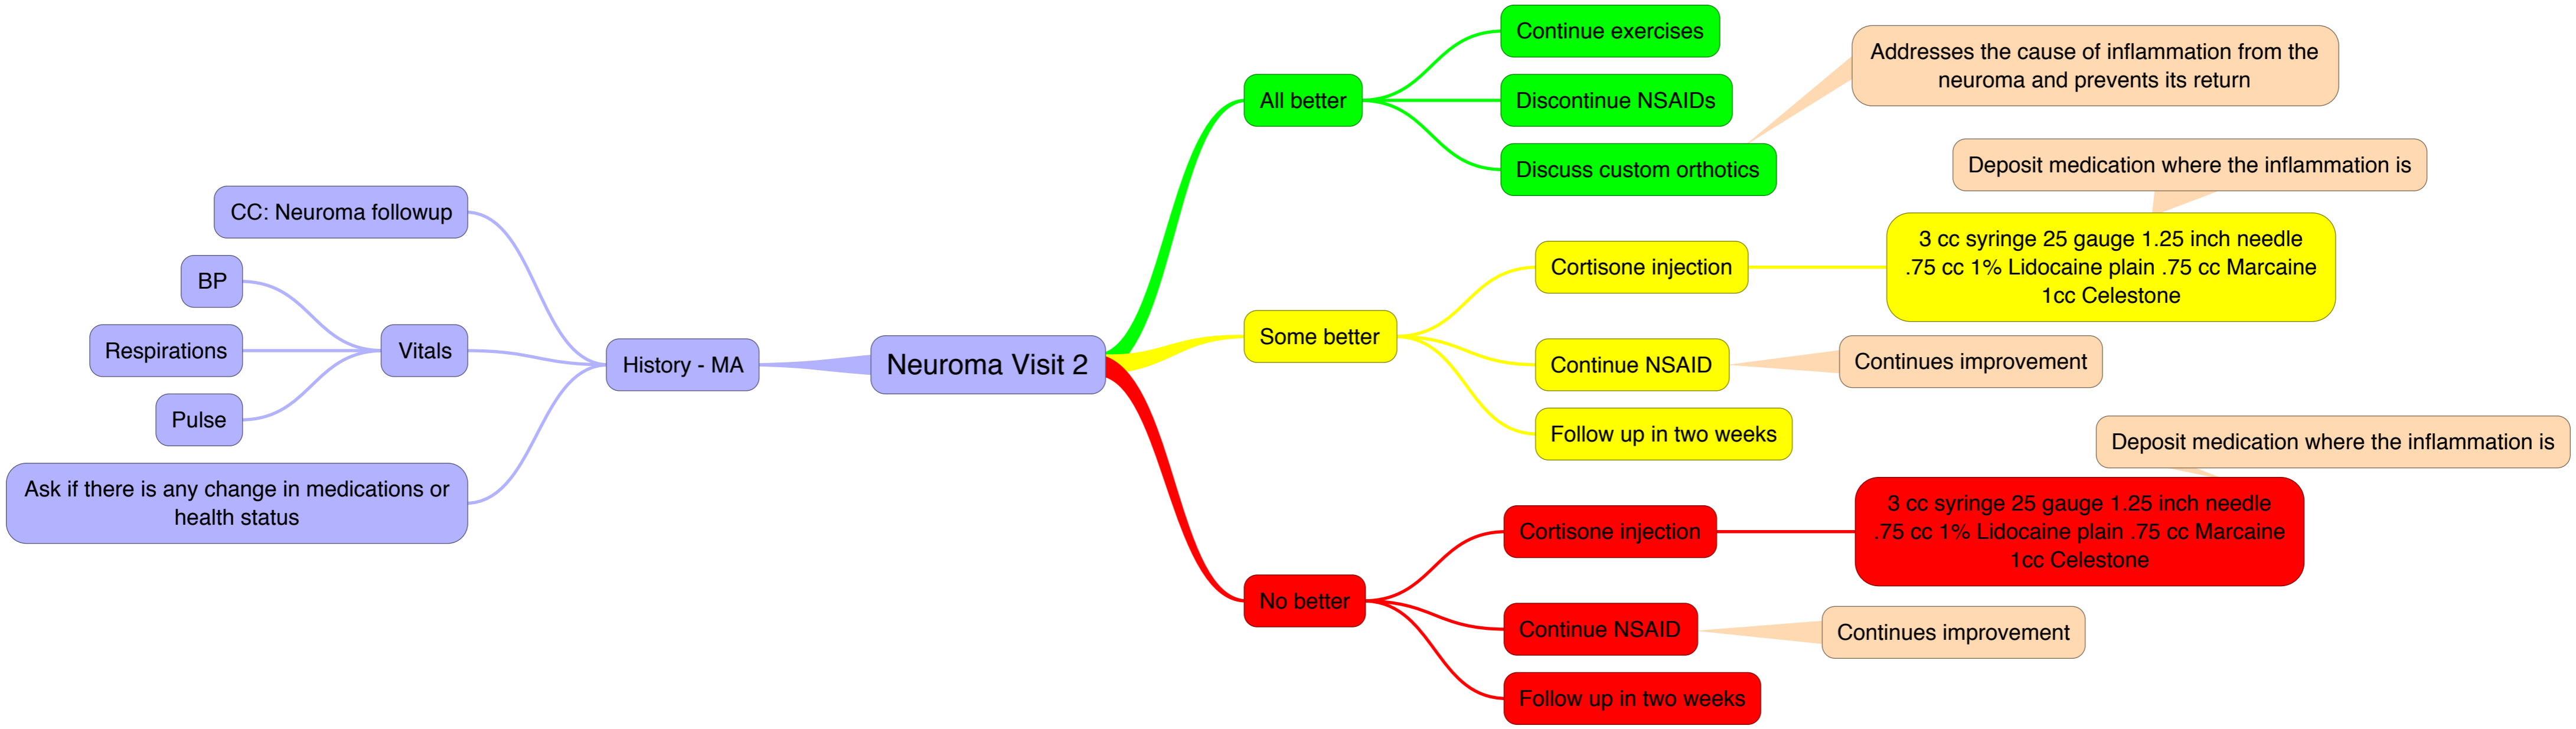 CC: Neuroma followup
BP
Respirations
Pulse
Vitals
Ask if there is any change in medications or
health status
History - MA
Neuroma Visit 2
All better
Continue exercises
Discontinue NSAIDs
Discuss custom orthotics
Addresses the cause of inflammation from the
neuroma and prevents its return
Some better
Cortisone injection
3 cc syringe 25 gauge 1.25 inch needle
.75 cc 1% Lidocaine plain .75 cc Marcaine
1cc Celestone
Deposit medication where the inflammation is
Continue NSAID
Continues improvement
Follow up in two weeks
No better
Cortisone injection
3 cc syringe 25 gauge 1.25 inch needle
.75 cc 1% Lidocaine plain .75 cc Marcaine
1cc Celestone
Deposit medication where the inflammation is
Continue NSAID
Continues improvement
Follow up in two weeks